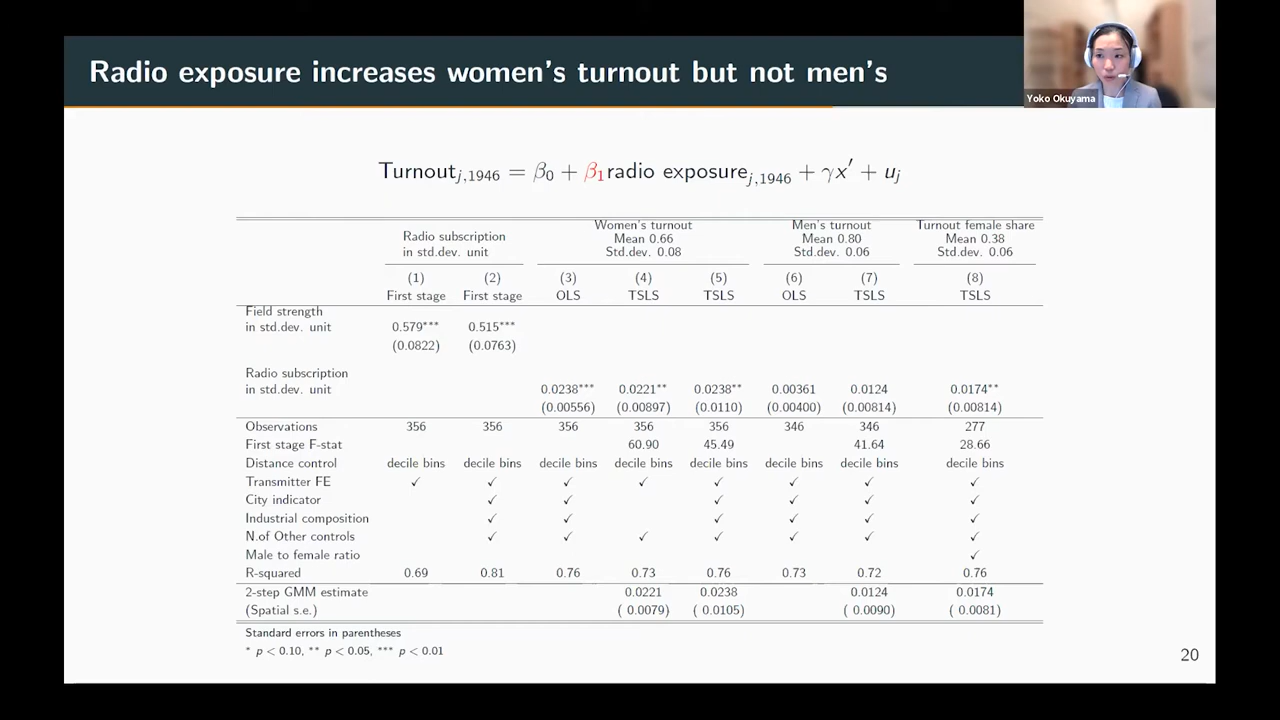 Radio exposure increases women's turnout but not men's
Yoko Okuyama
Turnout_{j,1946} = β₀ + β₁radio exposure_{j,1946} + γx′ + u_j
Radio subscription in std.dev. unit
Women's turnout Mean 0.66 Std.dev. 0.08
Men's turnout Mean 0.80 Std.dev. 0.06
Turnout female share Mean 0.38 Std.dev. 0.06
(1) (2) (3) (4) (5) (6) (7) (8)
First stage First stage OLS TSLS TSLS OLS TSLS TSLS
Field strength
in std.dev. unit 0.579*** 0.515***
(0.0822) (0.0763)
Radio subscription
in std.dev. unit 0.0238*** 0.0221** 0.0238** 0.00361 0.0124 0.0174**
(0.00556) (0.00897) (0.0110) (0.00400) (0.00814) (0.00814)
Observations 356 356 356 356 356 346 346 277
First stage F-stat 60.90 45.49 41.64 28.66
Distance control decile bins decile bins decile bins decile bins decile bins decile bins decile bins decile bins
Transmitter FE ✓ ✓ ✓ ✓ ✓ ✓ ✓ ✓
City indicator ✓ ✓ ✓ ✓ ✓ ✓
Industrial composition ✓ ✓ ✓ ✓ ✓ ✓
N.of Other controls ✓ ✓ ✓ ✓ ✓ ✓ ✓
Male to female ratio ✓
R-squared 0.69 0.81 0.76 0.73 0.76 0.73 0.72 0.76
2-step GMM estimate 0.0221 0.0238 0.0124 0.0174
(Spatial s.e.) ( 0.0079) ( 0.0105) ( 0.0090) ( 0.0081)
Standard errors in parentheses
* p < 0.10, ** p < 0.05, *** p < 0.01
20